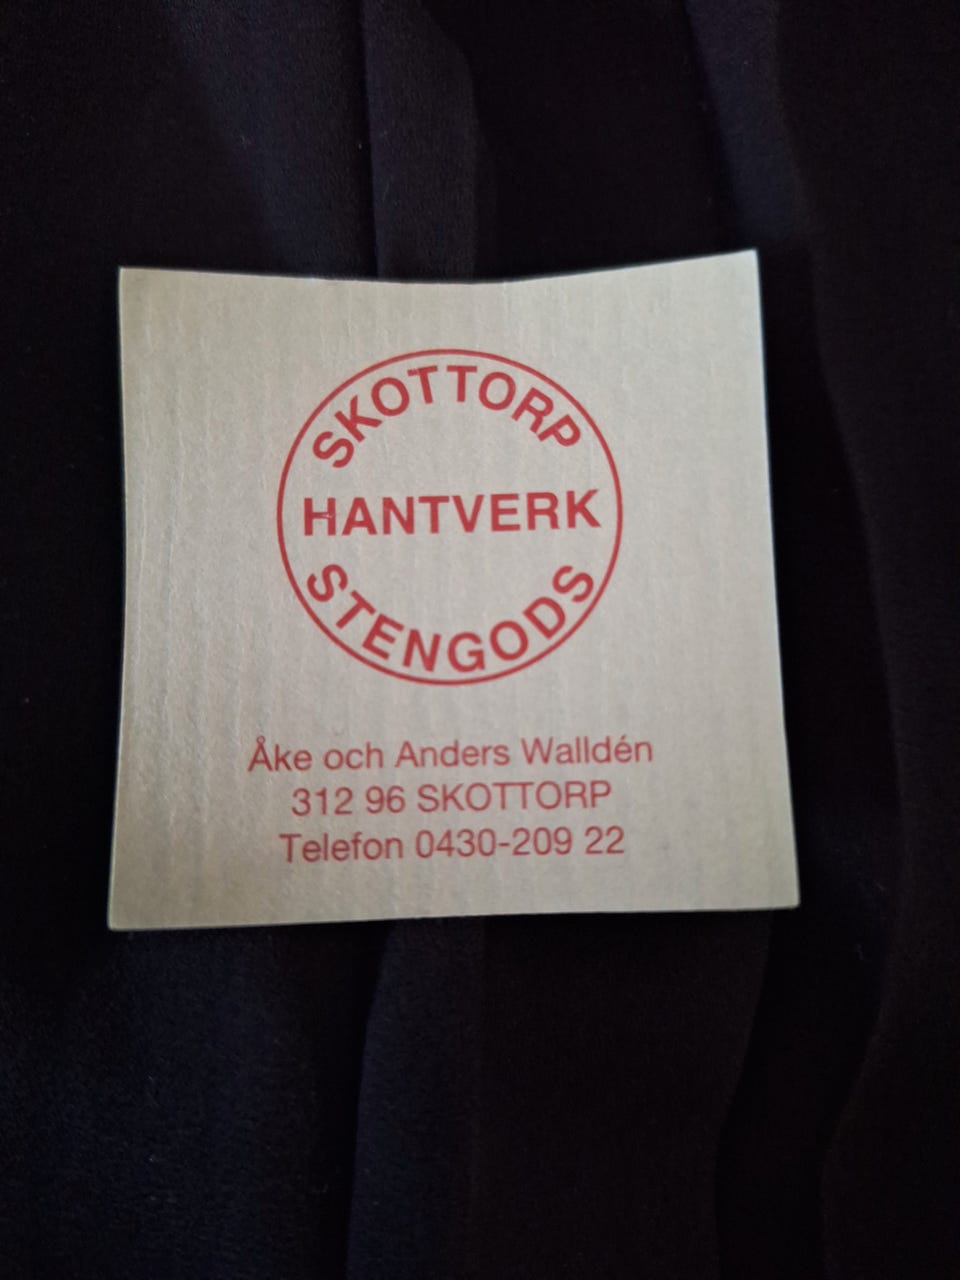 SKOTTORP
HANTVERK
STENGODS
Åke och Anders Walldén
312 96 SKOTTORP
Telefon 0430-209 22